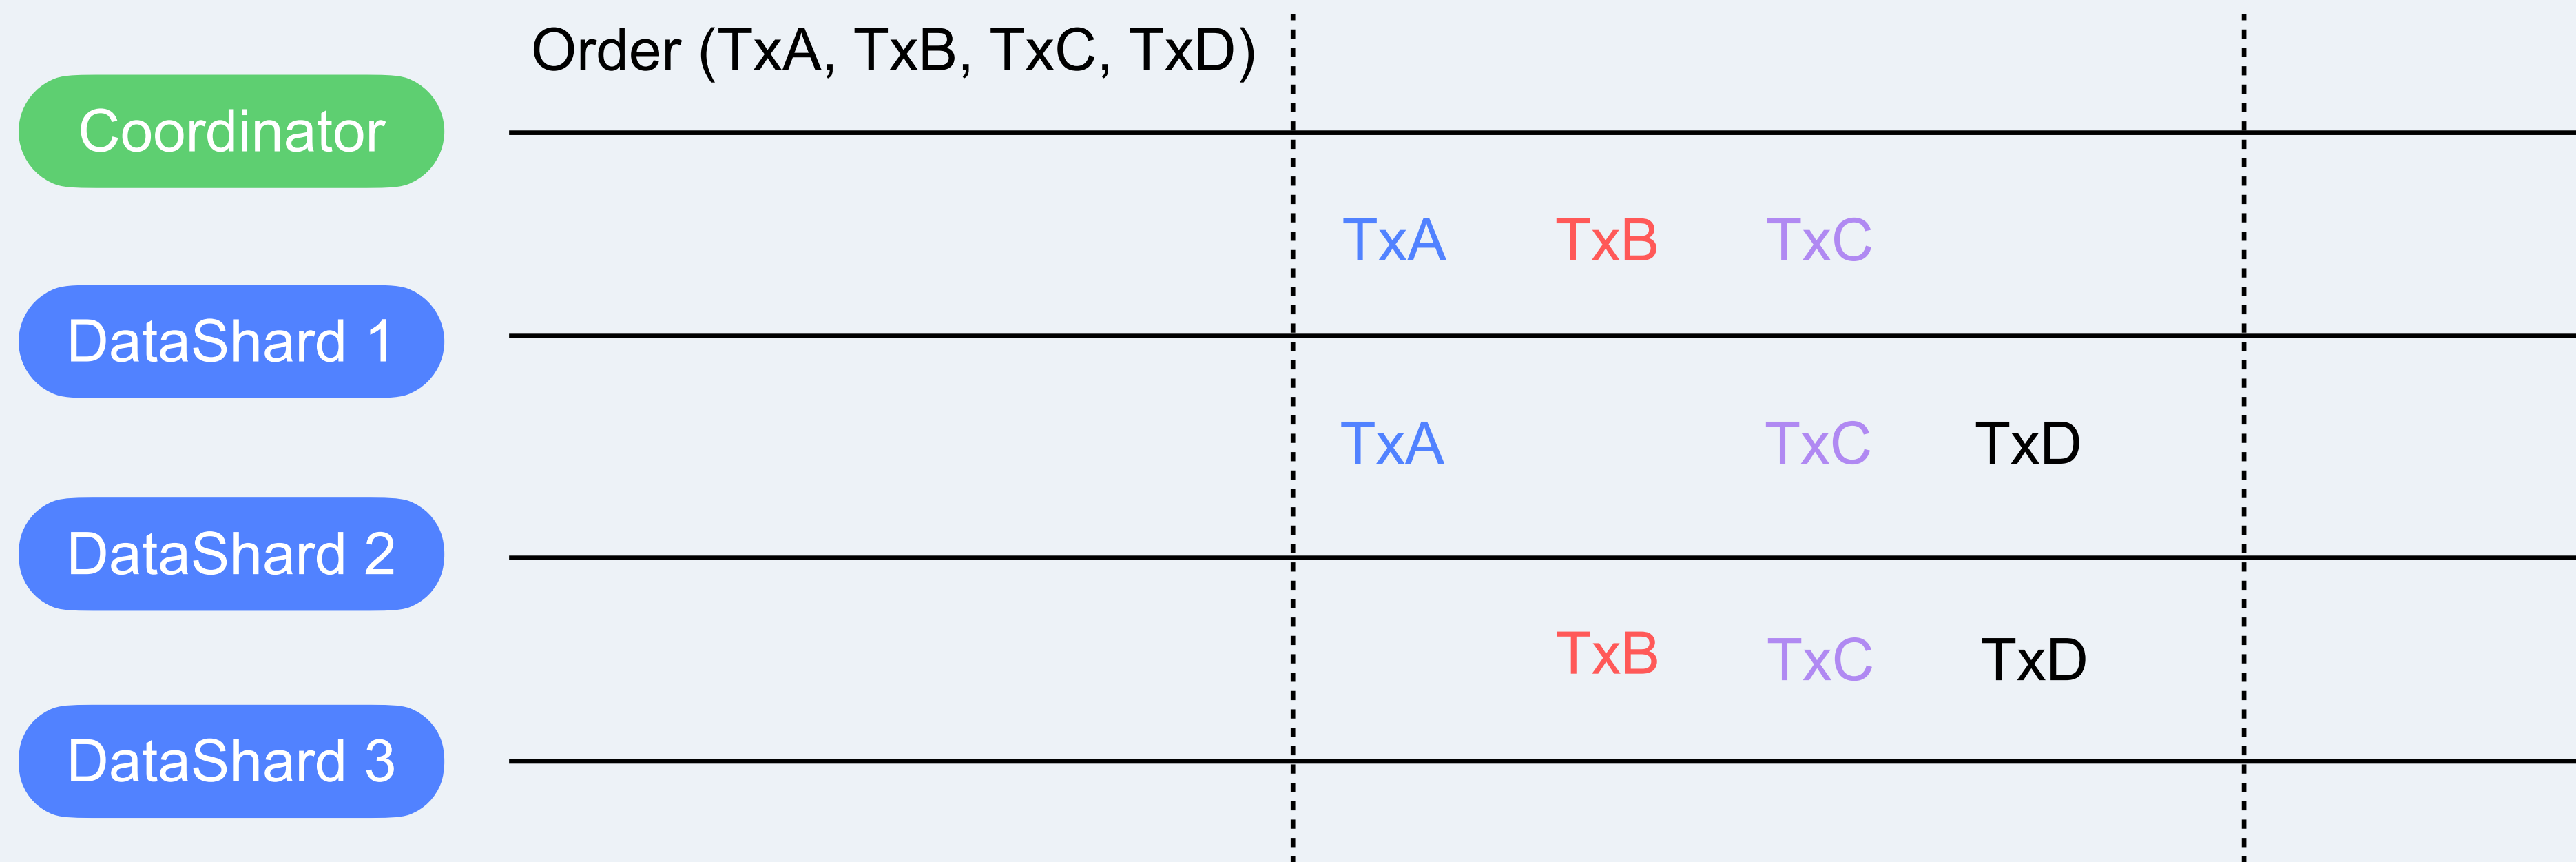 Order (TxA, TxB, TxC, TxD)
Coordinator
TxA TxB TxC
DataShard 1
TxA TxC TxD
DataShard 2
TxB TxC TxD
DataShard 3